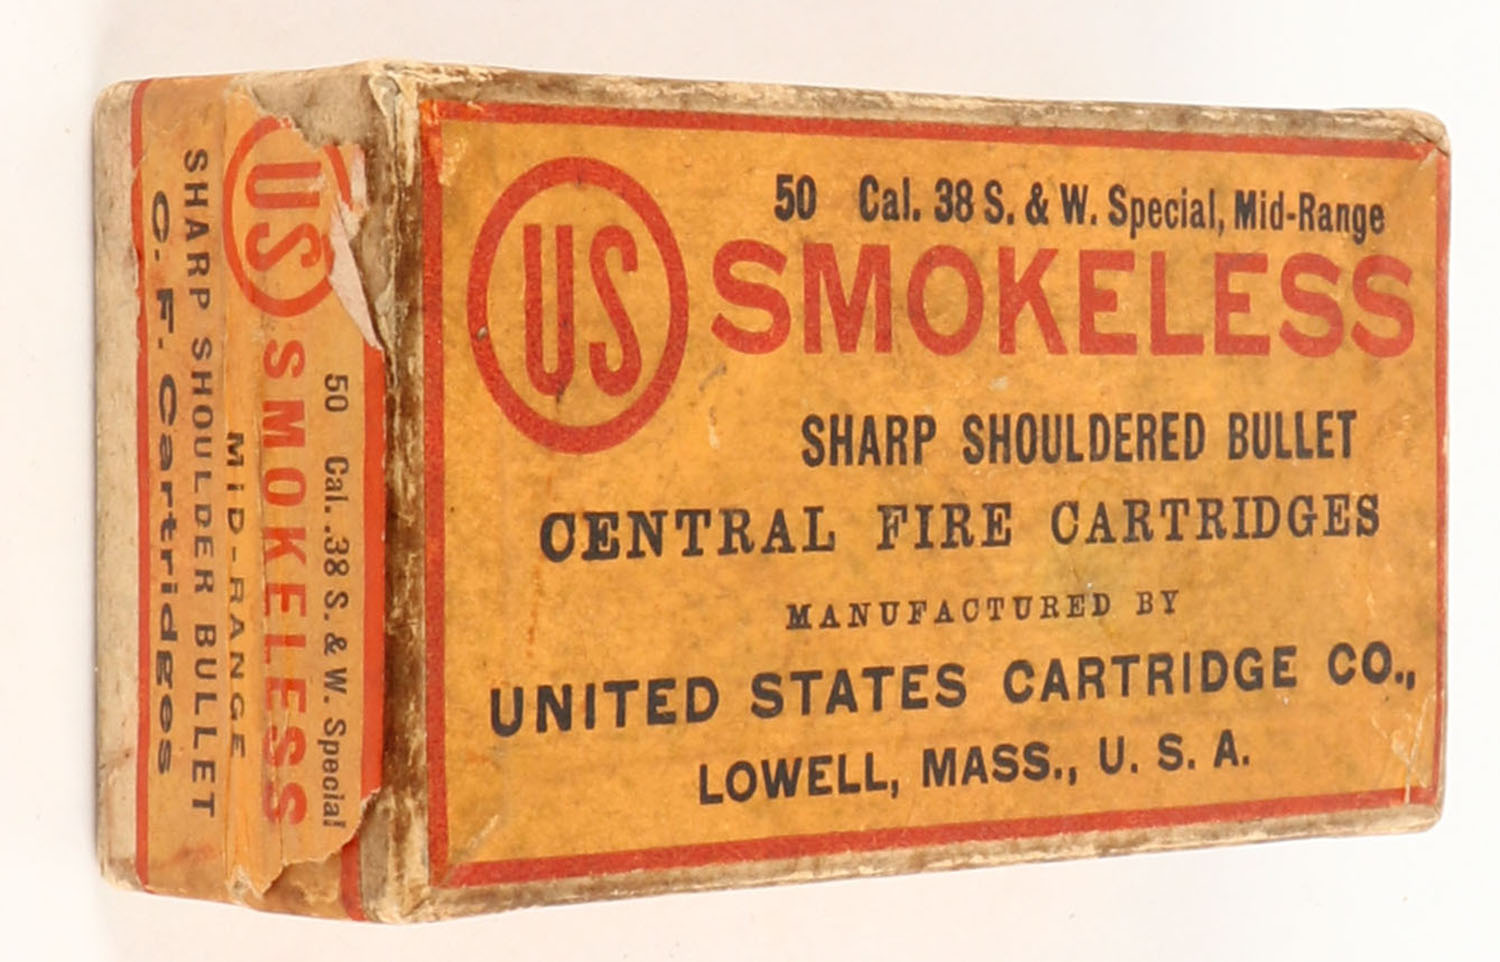 US
50 Cal. 38 S. & W. Special, Mid-Range
SMOKELESS
SHARP SHOULDERED BULLET
CENTRAL FIRE CARTRIDGES
MANUFACTURED BY
UNITED STATES CARTRIDGE CO.,
LOWELL, MASS., U. S. A.
50 Cal. .38 S. & W. Special
US SMOKELESS
MID-RANGE
SHARP SHOULDER BULLET
C. F. Cartridges